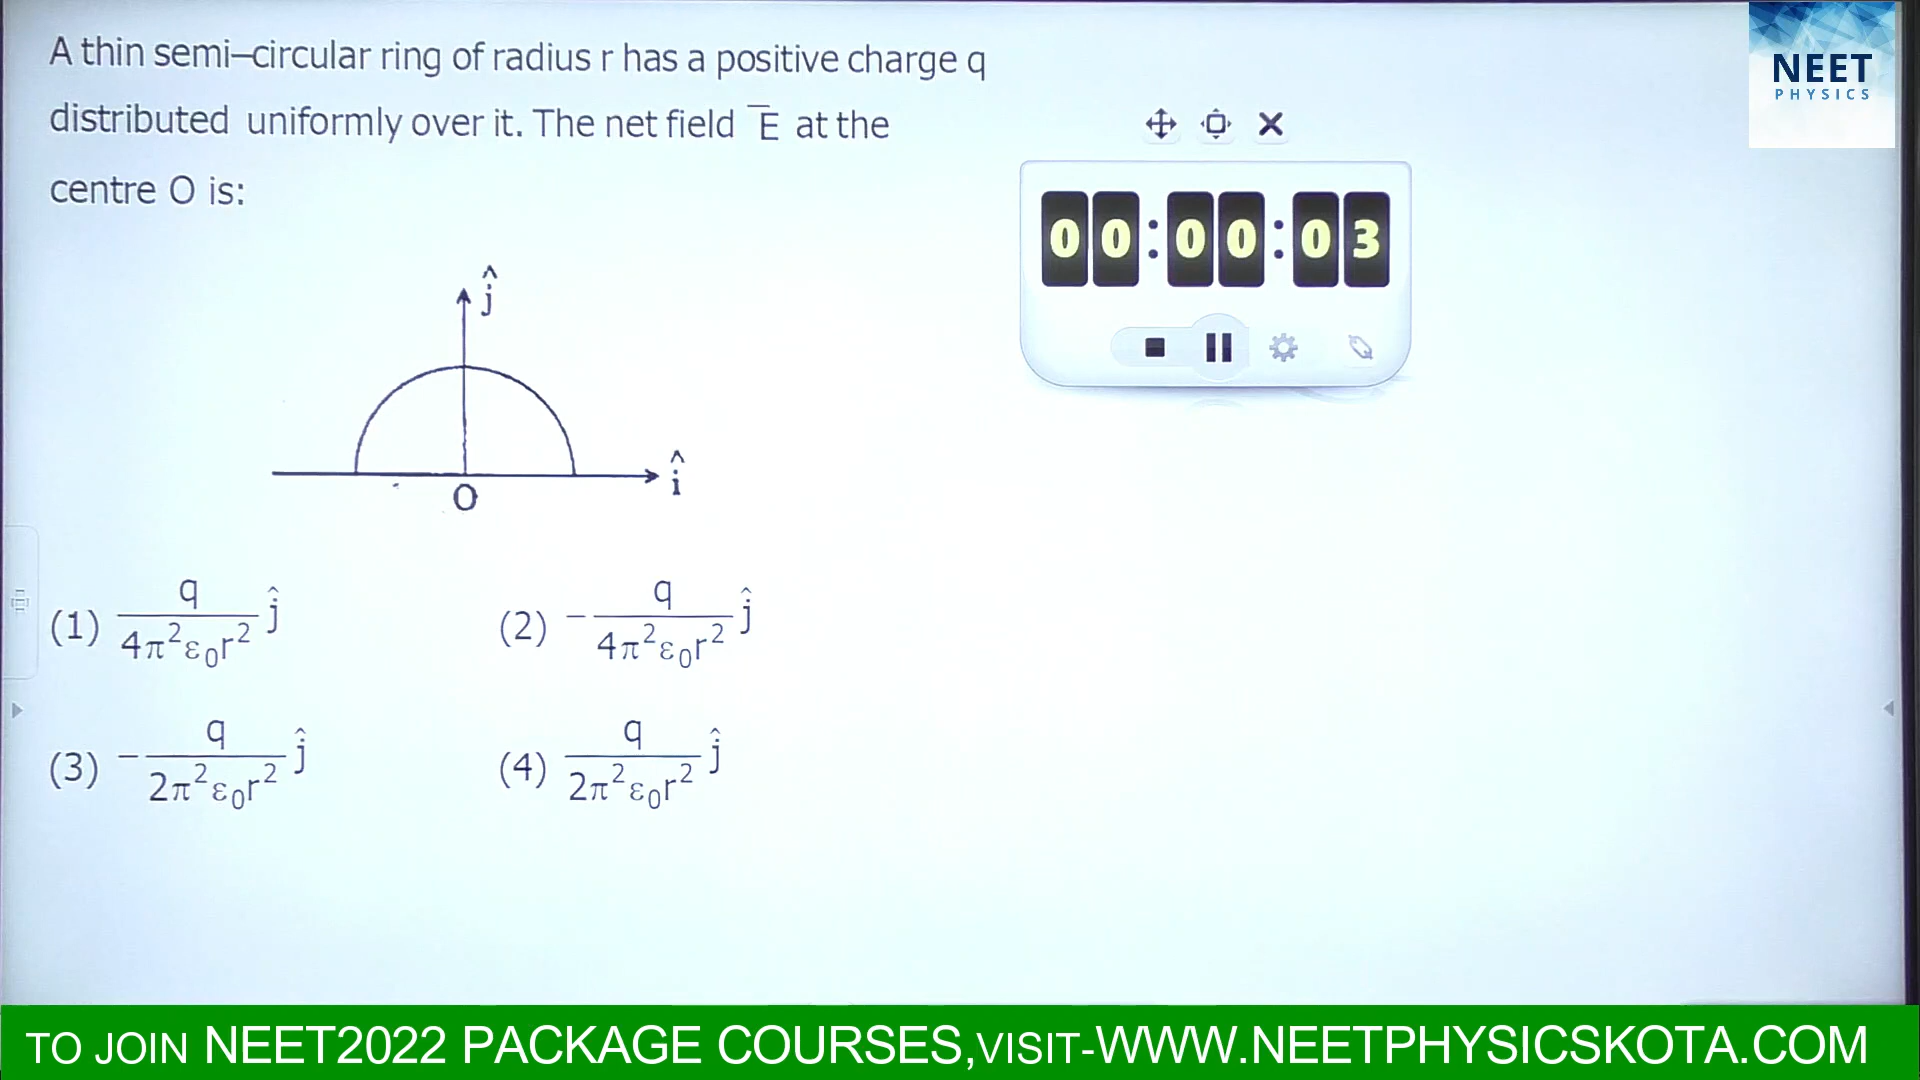 A thin semi–circular ring of radius r has a positive charge q
distributed uniformly over it. The net field E̅ at the
centre O is:
ĵ
î
O
(1) q/(4π²ε₀r²) ĵ (2) –q/(4π²ε₀r²) ĵ
(3) –q/(2π²ε₀r²) ĵ (4) q/(2π²ε₀r²) ĵ
00:00:03
NEET
PHYSICS
TO JOIN NEET2022 PACKAGE COURSES,VISIT-WWW.NEETPHYSICSKOTA.COM